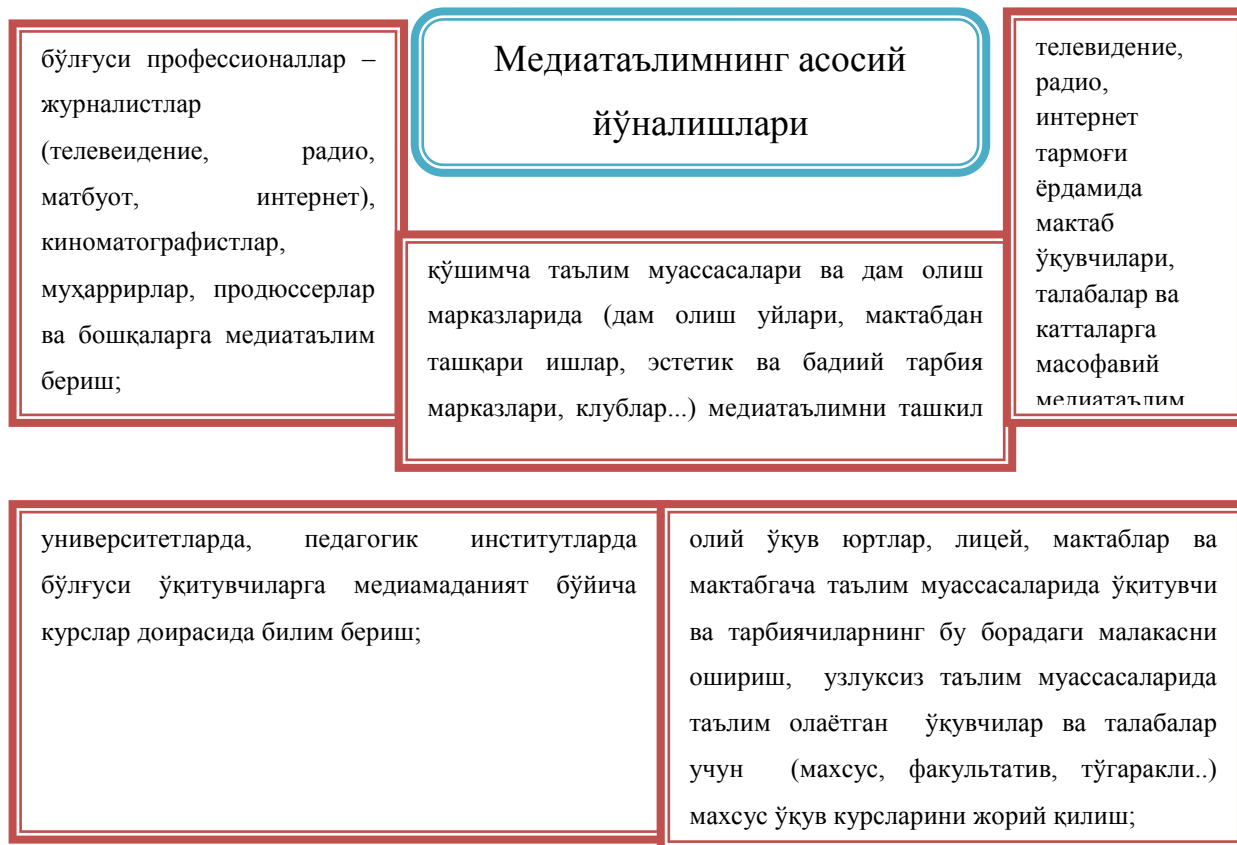 бўлғуси профессионаллар –
журналистлар
(телевеидение, радио,
матбуот, интернет),
киноматографистлар,
муҳаррирлар, продюссерлар
ва бошқаларга медиатаълим
бериш;
Медиатаълимнинг асосий
йўналишлари
қўшимча таълим муассасалари ва дам олиш
марказларида (дам олиш уйлари, мактабдан
ташқари ишлар, эстетик ва бадиий тарбия
марказлари, клублар...) медиатаълимни ташкил
телевидение,
радио,
интернет
тармоғи
ёрдамида
мактаб
ўқувчилари,
талабалар ва
катталарга
масофавий
медиатаълим
университетларда, педагогик институтларда
бўлғуси ўқитувчиларга медиамаданият бўйича
курслар доирасида билим бериш;
олий ўқув юртлар, лицей, мактаблар ва
мактабгача таълим муассасаларида ўқитувчи
ва тарбиячиларнинг бу борадаги малакасни
ошириш, узлуксиз таълим муассасаларида
таълим олаётган ўқувчилар ва талабалар
учун (махсус, факультатив, тўгаракли..)
махсус ўқув курсларини жорий қилиш;